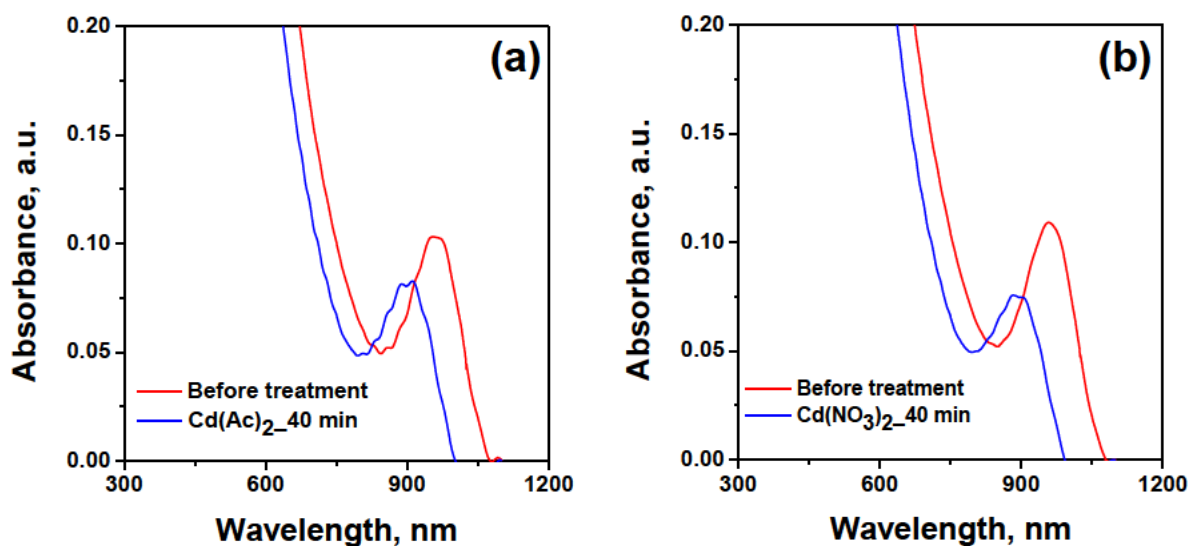 (a)
Absorbance, a.u.
0.20
0.15
0.10
0.05
0.00
Before treatment
Cd(Ac)2_40 min
300
600
900
1200
Wavelength, nm
(b)
Absorbance, a.u.
0.20
0.15
0.10
0.05
0.00
Before treatment
Cd(NO3)2_40 min
300
600
900
1200
Wavelength, nm